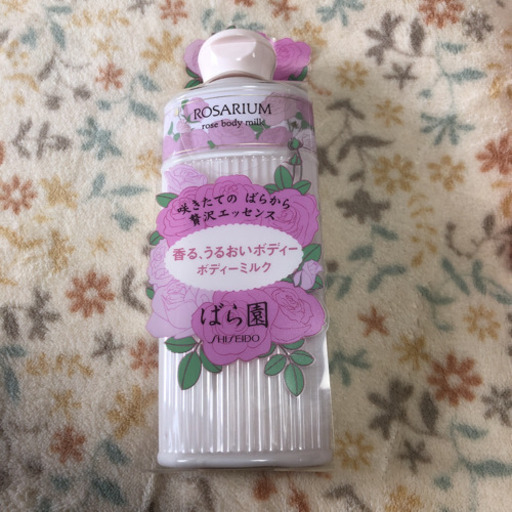 ROSARIUM
rose body milk
咲きたての ばらから
贅沢エッセンス
香る、うるおいボディー
ボディーミルク
ばら園
SHISEIDO